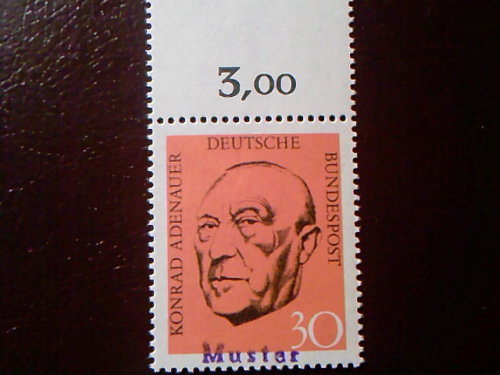 3,00
DEUTSCHE
BUNDESPOST
KONRAD ADENAUER
30
Muster